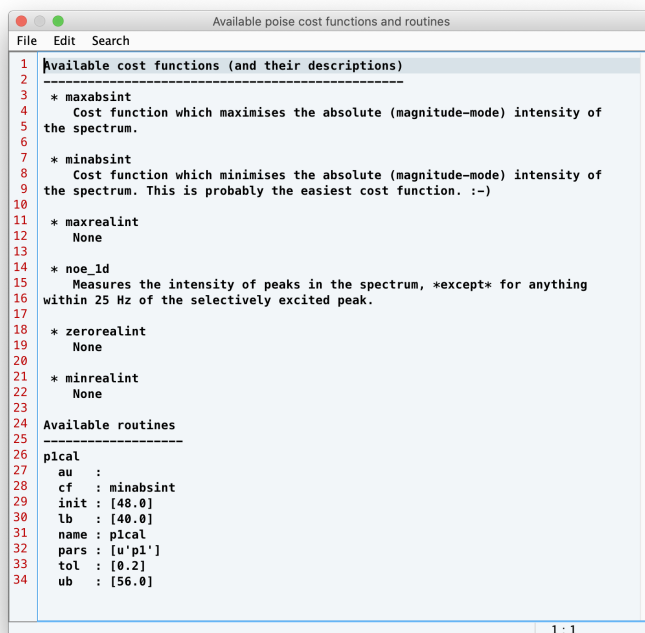 Available poise cost functions and routines
File Edit Search
1 Available cost functions (and their descriptions)
2 -------------------------------------------------
3  * maxabsint
4     Cost function which maximises the absolute (magnitude-mode) intensity of
5 the spectrum.
6
7  * minabsint
8     Cost function which minimises the absolute (magnitude-mode) intensity of
9 the spectrum. This is probably the easiest cost function. :-)
10
11  * maxrealint
12     None
13
14  * noe_1d
15     Measures the intensity of peaks in the spectrum, *except* for anything
16 within 25 Hz of the selectively excited peak.
17
18  * zerorealint
19     None
20
21  * minrealint
22     None
23
24 Available routines
25 -------------------
26 p1cal
27   au   :
28   cf   : minabsint
29   init : [48.0]
30   lb   : [40.0]
31   name : p1cal
32   pars : [u'p1']
33   tol  : [0.2]
34   ub   : [56.0]
1 : 1